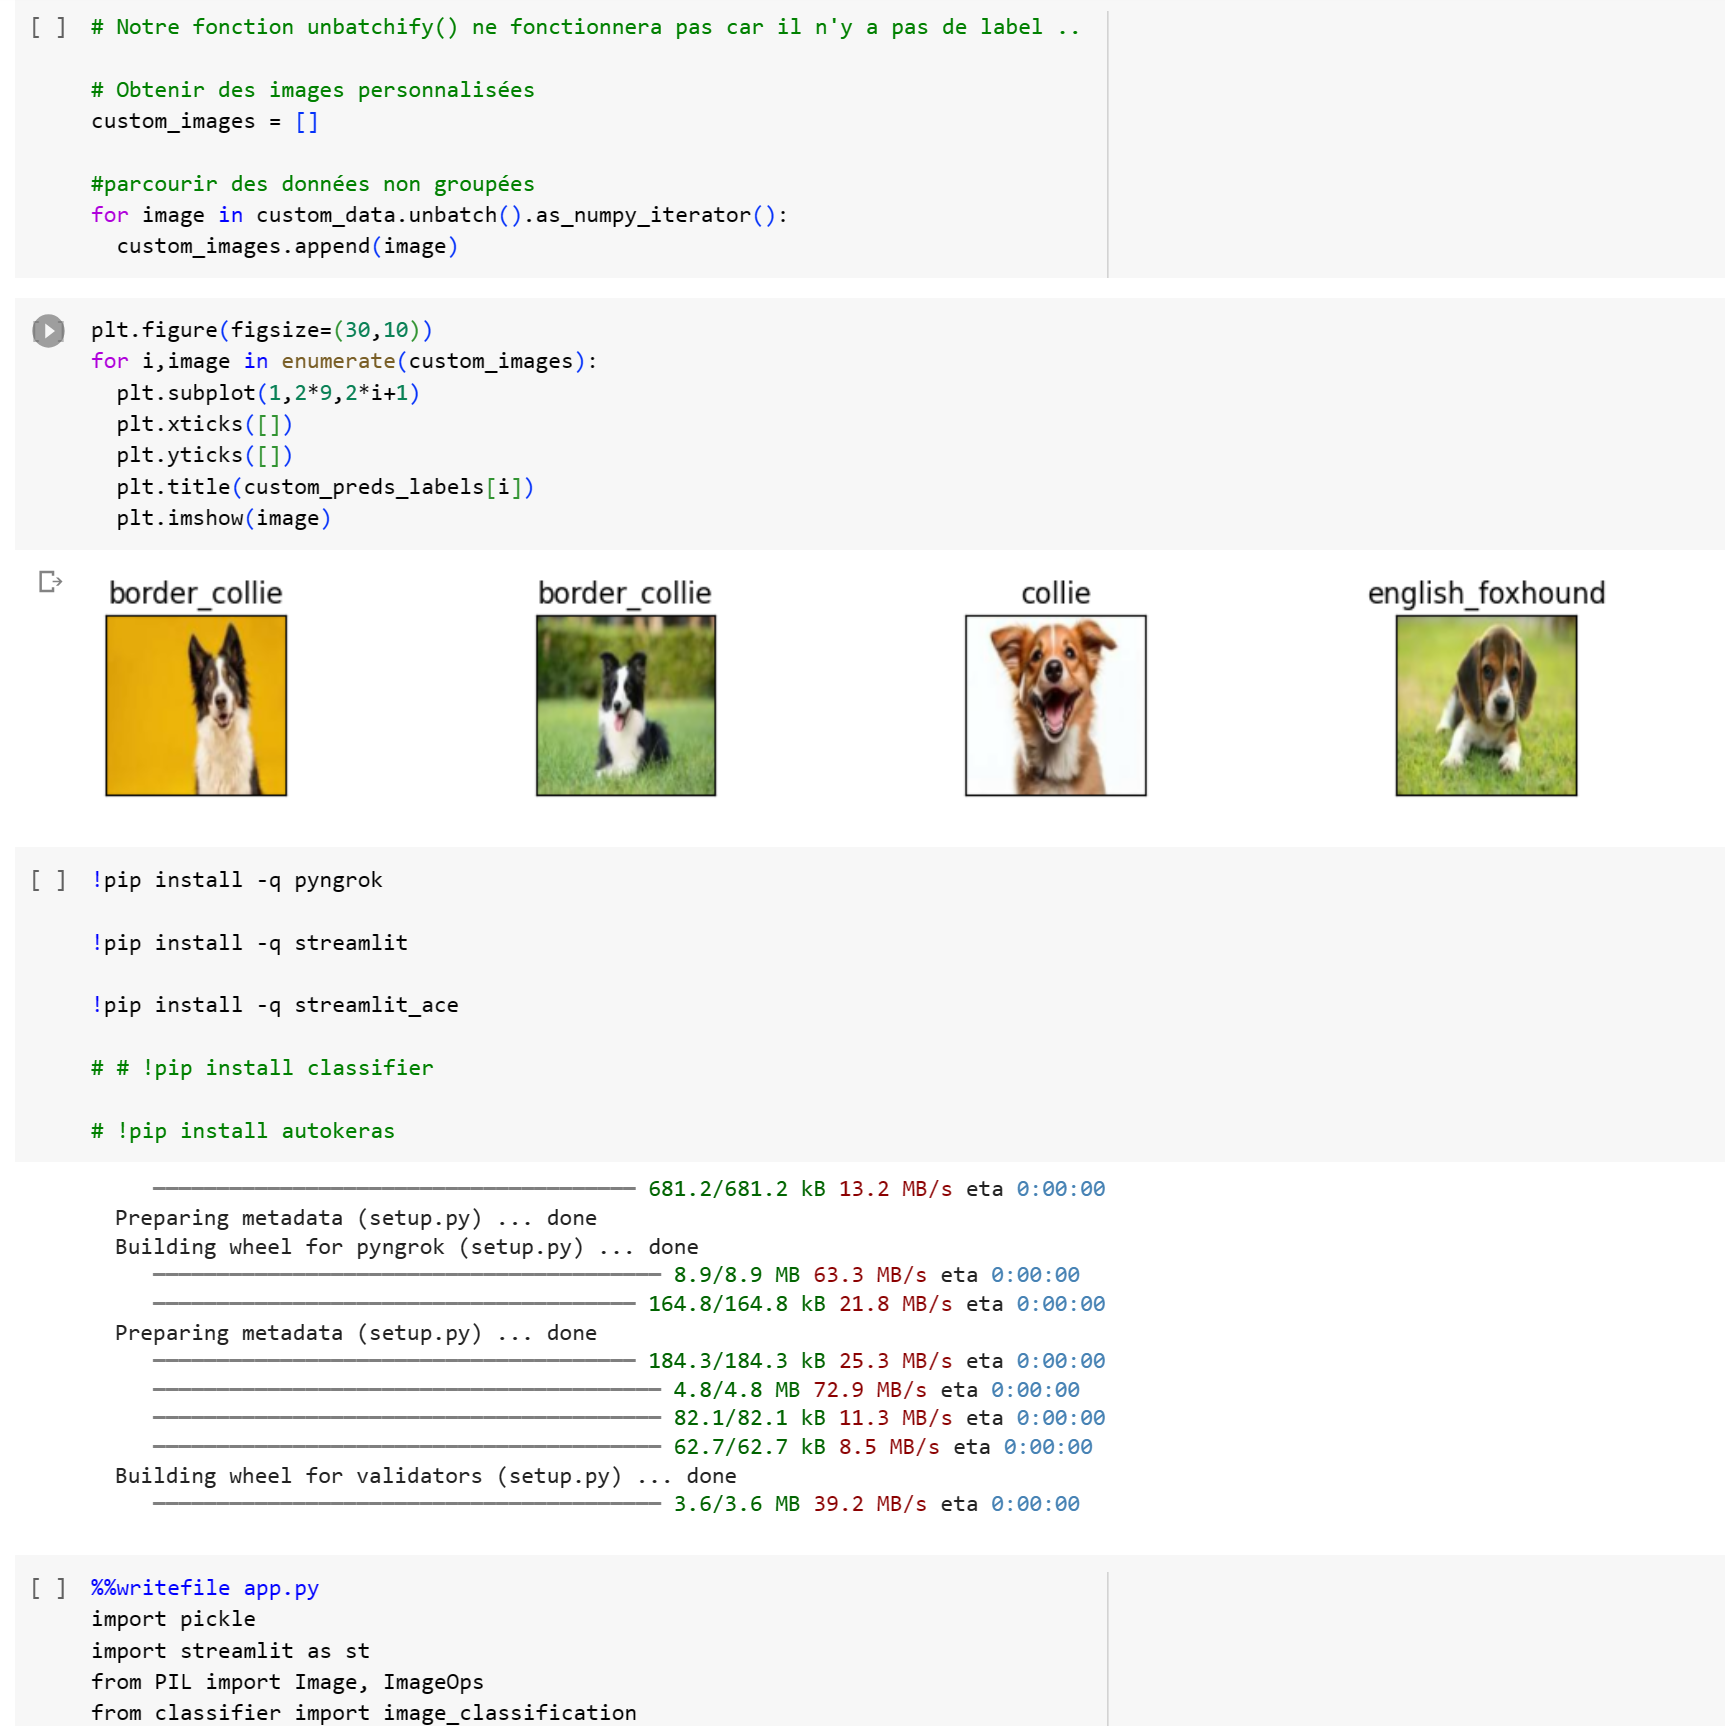 [ ] # Notre fonction unbatchify() ne fonctionnera pas car il n'y a pas de label ..
# Obtenir des images personnalisées
custom_images = []
#parcourir des données non groupées
for image in custom_data.unbatch().as_numpy_iterator():
  custom_images.append(image)
plt.figure(figsize=(30,10))
for i,image in enumerate(custom_images):
  plt.subplot(1,2*9,2*i+1)
  plt.xticks([])
  plt.yticks([])
  plt.title(custom_preds_labels[i])
  plt.imshow(image)
border_collie border_collie collie english_foxhound
[ ] !pip install -q pyngrok
!pip install -q streamlit
!pip install -q streamlit_ace
# # !pip install classifier
# !pip install autokeras
681.2/681.2 kB 13.2 MB/s eta 0:00:00
Preparing metadata (setup.py) ... done
Building wheel for pyngrok (setup.py) ... done
8.9/8.9 MB 63.3 MB/s eta 0:00:00
164.8/164.8 kB 21.8 MB/s eta 0:00:00
Preparing metadata (setup.py) ... done
184.3/184.3 kB 25.3 MB/s eta 0:00:00
4.8/4.8 MB 72.9 MB/s eta 0:00:00
82.1/82.1 kB 11.3 MB/s eta 0:00:00
62.7/62.7 kB 8.5 MB/s eta 0:00:00
Building wheel for validators (setup.py) ... done
3.6/3.6 MB 39.2 MB/s eta 0:00:00
[ ] %%writefile app.py
import pickle
import streamlit as st
from PIL import Image, ImageOps
from classifier import image_classification